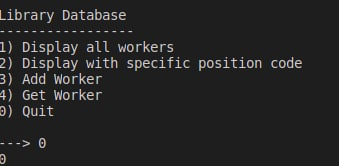 Library Database
-----------------
1) Display all workers
2) Display with specific position code
3) Add Worker
4) Get Worker
0) Quit
---> 0
0